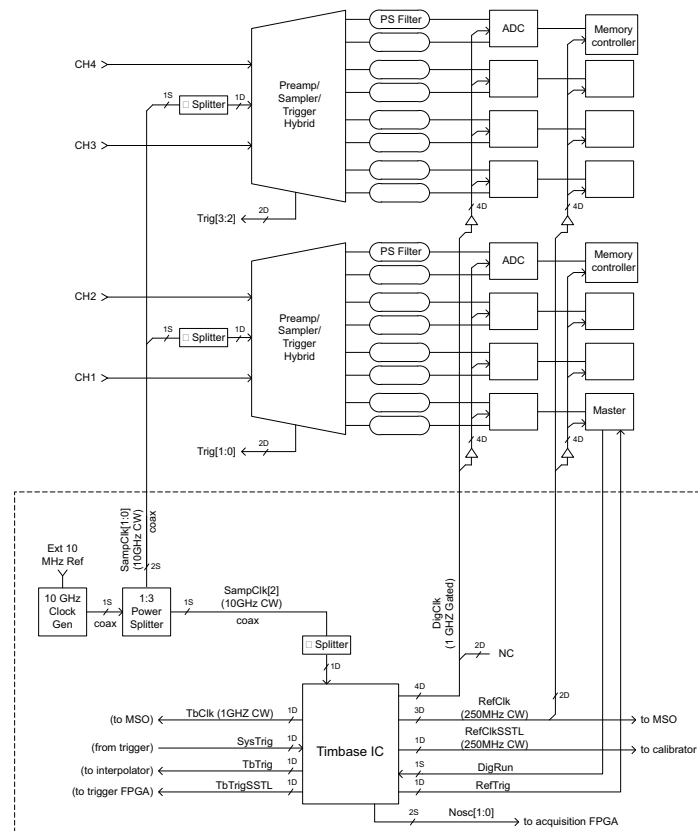 PS Filter
ADC
Memory
controller
CH4
1S
□ Splitter
1D
Preamp/
Sampler/
Trigger
Hybrid
CH3
Trig[3:2]
2D
4D
4D
PS Filter
ADC
Memory
controller
CH2
1S
□ Splitter
1D
Preamp/
Sampler/
Trigger
Hybrid
CH1
Master
Trig[1:0]
2D
4D
4D
SampClk[1:0]
(10GHz CW)
coax
2S
Ext 10
MHz Ref
10 GHz
Clock
Gen
1S
coax
1:3
Power
Splitter
1S
SampClk[2]
(10GHz CW)
coax
□ Splitter
1D
DigClk
(1 GHZ Gated)
2D
NC
4D
2D
Timbase IC
(to MSO)
TbClk (1GHZ CW)
1D
3D
RefClk
(250MHz CW)
to MSO
(from trigger)
SysTrig
1D
1D
RefClkSSTL
(250MHz CW)
to calibrator
(to interpolator)
TbTrig
1D
1S
DigRun
(to trigger FPGA)
TbTrigSSTL
1D
1D
RefTrig
2S
Nosc[1:0]
to acquisition FPGA